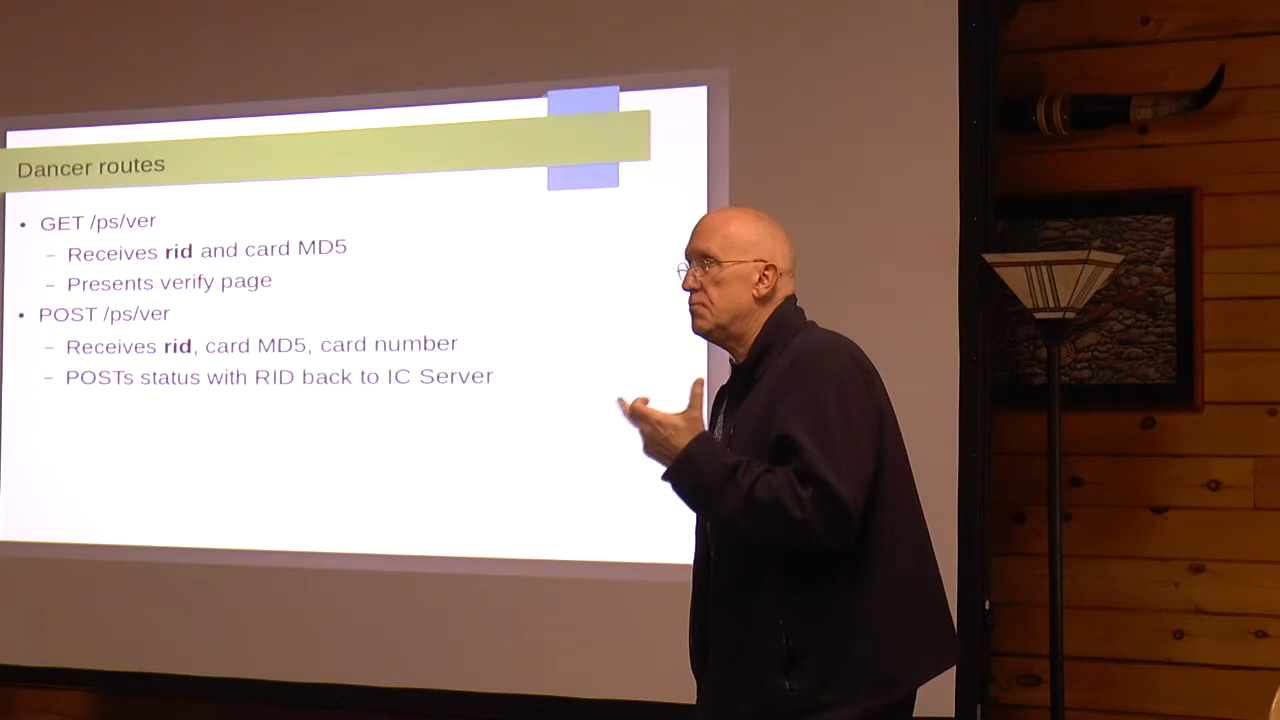 Dancer routes
• GET /ps/ver
– Receives rid and card MD5
– Presents verify page
• POST /ps/ver
– Receives rid, card MD5, card number
– POSTs status with RID back to IC Server